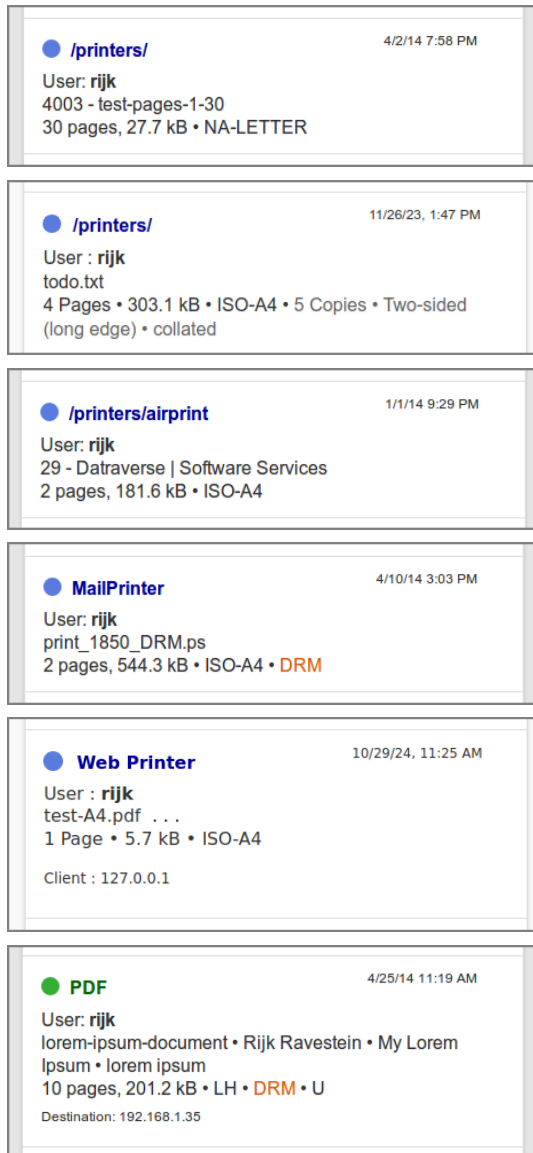 /printers/ 4/2/14 7:58 PM
User: rijk
4003 - test-pages-1-30
30 pages, 27.7 kB • NA-LETTER
/printers/ 11/26/23, 1:47 PM
User : rijk
todo.txt
4 Pages • 303.1 kB • ISO-A4 • 5 Copies • Two-sided
(long edge) • collated
/printers/airprint 1/1/14 9:29 PM
User: rijk
29 - Datraverse | Software Services
2 pages, 181.6 kB • ISO-A4
MailPrinter 4/10/14 3:03 PM
User: rijk
print_1850_DRM.ps
2 pages, 544.3 kB • ISO-A4 • DRM
Web Printer 10/29/24, 11:25 AM
User : rijk
test-A4.pdf ...
1 Page • 5.7 kB • ISO-A4
Client : 127.0.0.1
PDF 4/25/14 11:19 AM
User: rijk
lorem-ipsum-document • Rijk Ravestein • My Lorem
Ipsum • lorem ipsum
10 pages, 201.2 kB • LH • DRM • U
Destination: 192.168.1.35